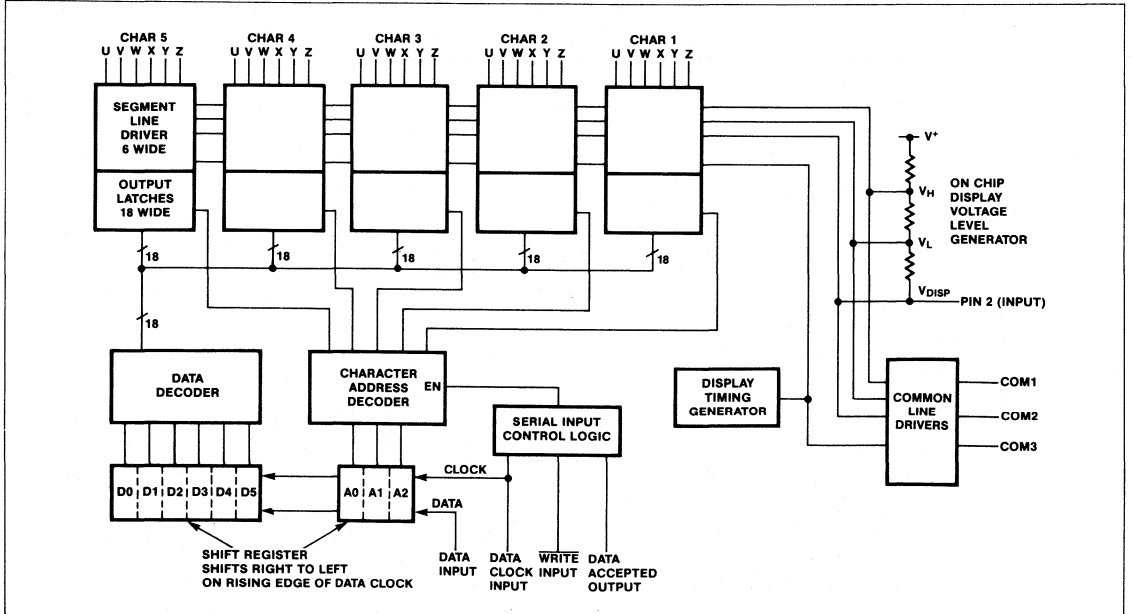 CHAR 5 CHAR 4 CHAR 3 CHAR 2 CHAR 1
U V W X Y Z U V W X Y Z U V W X Y Z U V W X Y Z U V W X Y Z
SEGMENT
LINE
DRIVER
6 WIDE
OUTPUT
LATCHES
18 WIDE
18 18 18 18 18
18
V+
VH
VL
VDISP
ON CHIP
DISPLAY
VOLTAGE
LEVEL
GENERATOR
PIN 2 (INPUT)
DATA
DECODER
CHARACTER
ADDRESS
DECODER
EN
SERIAL INPUT
CONTROL LOGIC
DISPLAY
TIMING
GENERATOR
COMMON
LINE
DRIVERS
COM1
COM2
COM3
D0 D1 D2 D3 D4 D5
A0 A1 A2
CLOCK
DATA
SHIFT REGISTER
SHIFTS RIGHT TO LEFT
ON RISING EDGE OF DATA CLOCK
DATA
INPUT
DATA
CLOCK
INPUT
WRITE
INPUT
DATA
ACCEPTED
OUTPUT